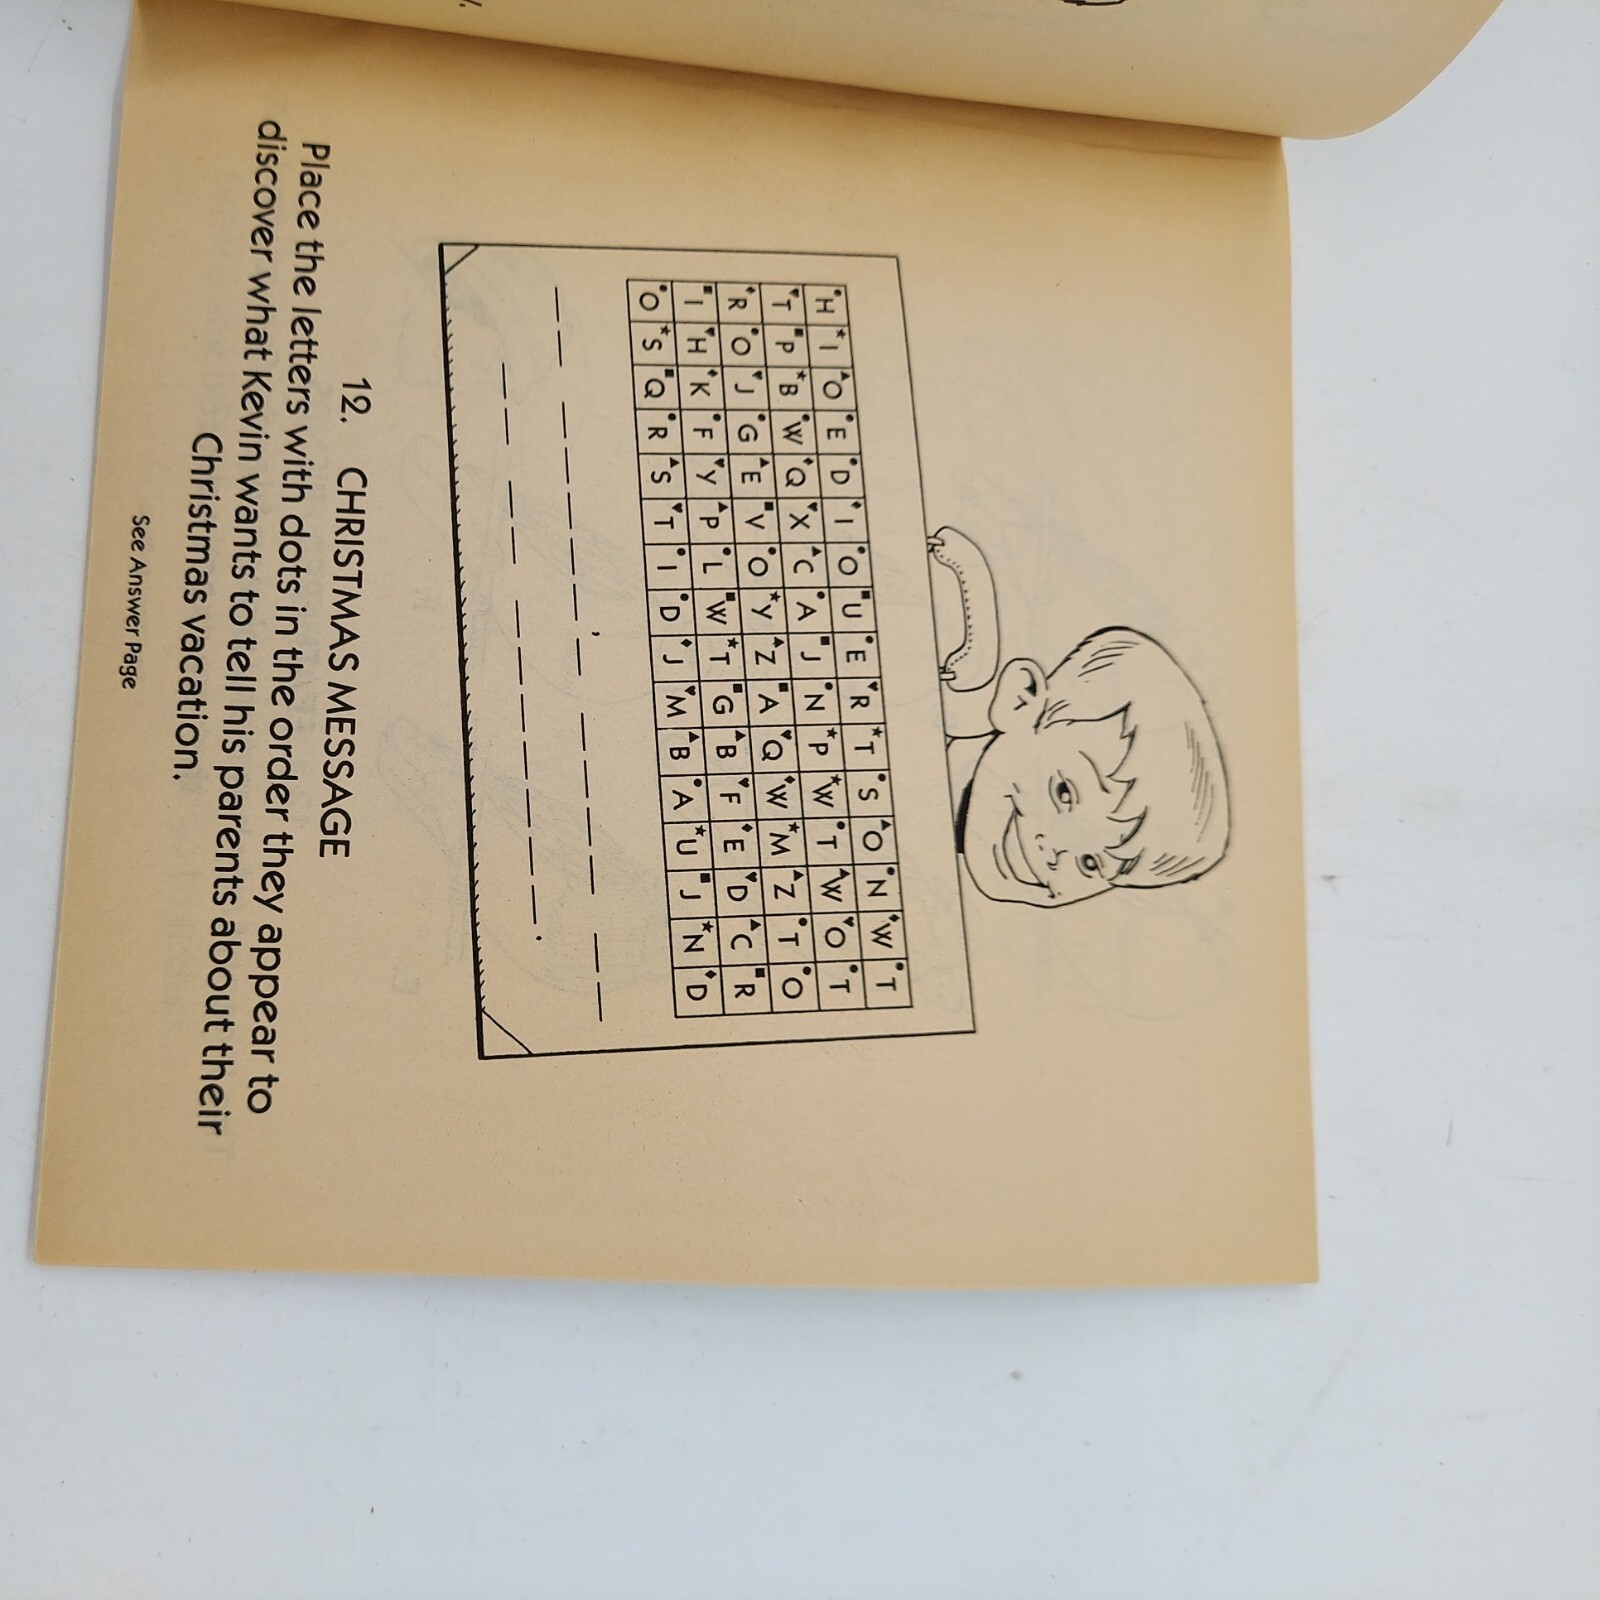 H I O E D I O U E R T S O N W T
T P B W Q X C A J N P W T W O T
R O J G E V O Y Z A Q W M Z T O
I H K F Y P L W T G B F E D C R
O S Q R S T I D J M B A U J N D
12. CHRISTMAS MESSAGE
Place the letters with dots in the order they appear to
discover what Kevin wants to tell his parents about their
Christmas vacation.
See Answer Page